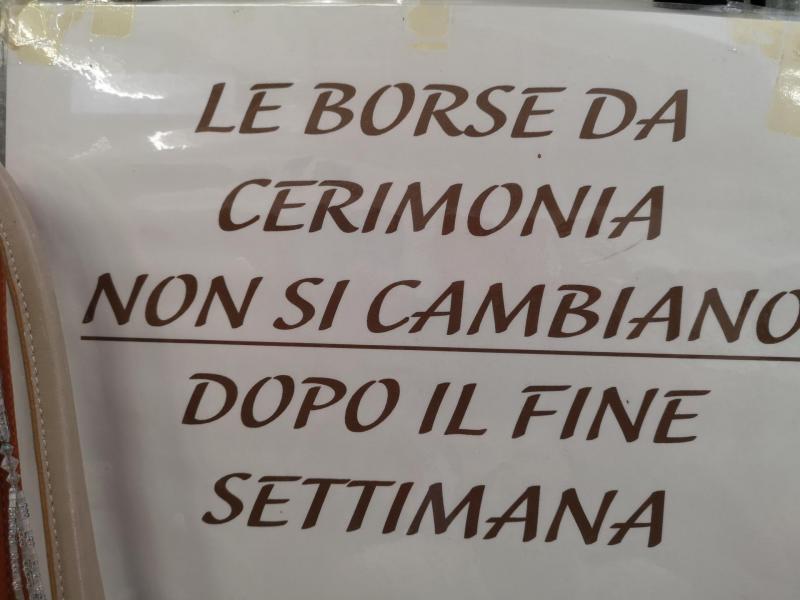 LE BORSE DA
CERIMONIA
NON SI CAMBIANO
DOPO IL FINE
SETTIMANA